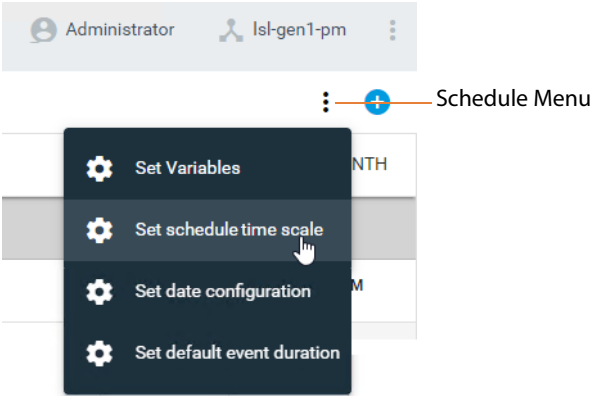 Administrator lsl-gen1-pm
Schedule Menu
Set Variables
NTH
Set schedule time scale
Set date configuration
M
Set default event duration